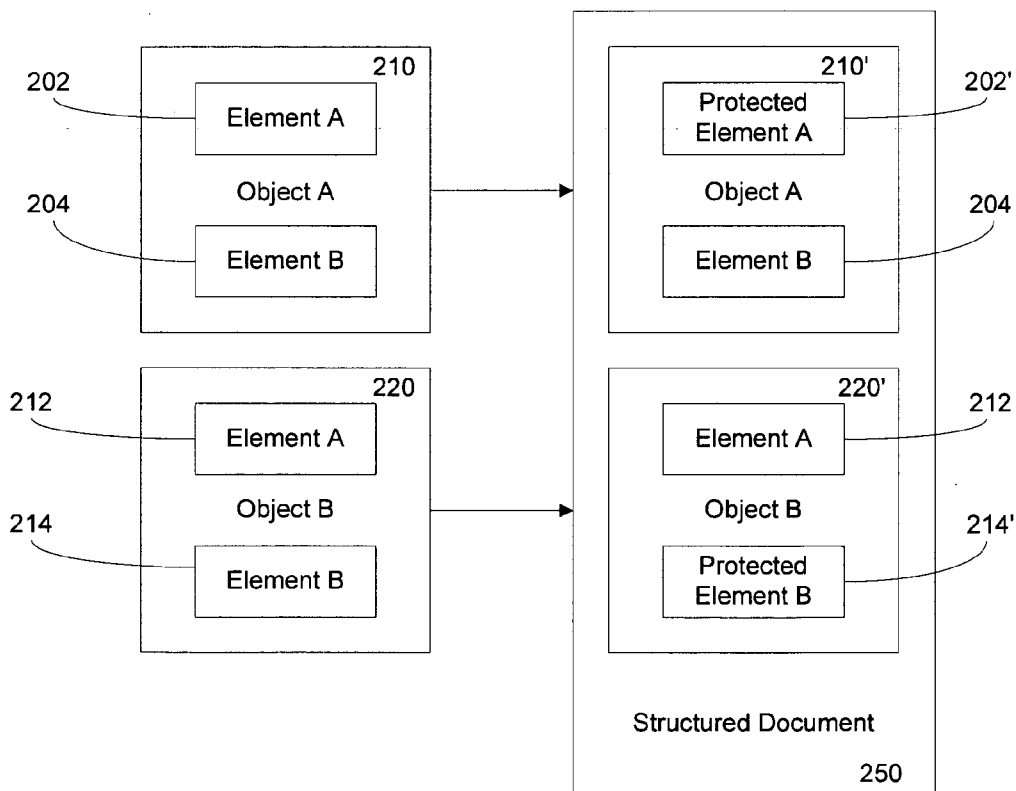 210
210'
202
Element A
Protected
Element A
202'
Object A
Object A
204
Element B
Element B
204
220
220'
212
Element A
Element A
212
Object B
Object B
214
Element B
Protected
Element B
214'
Structured Document
250